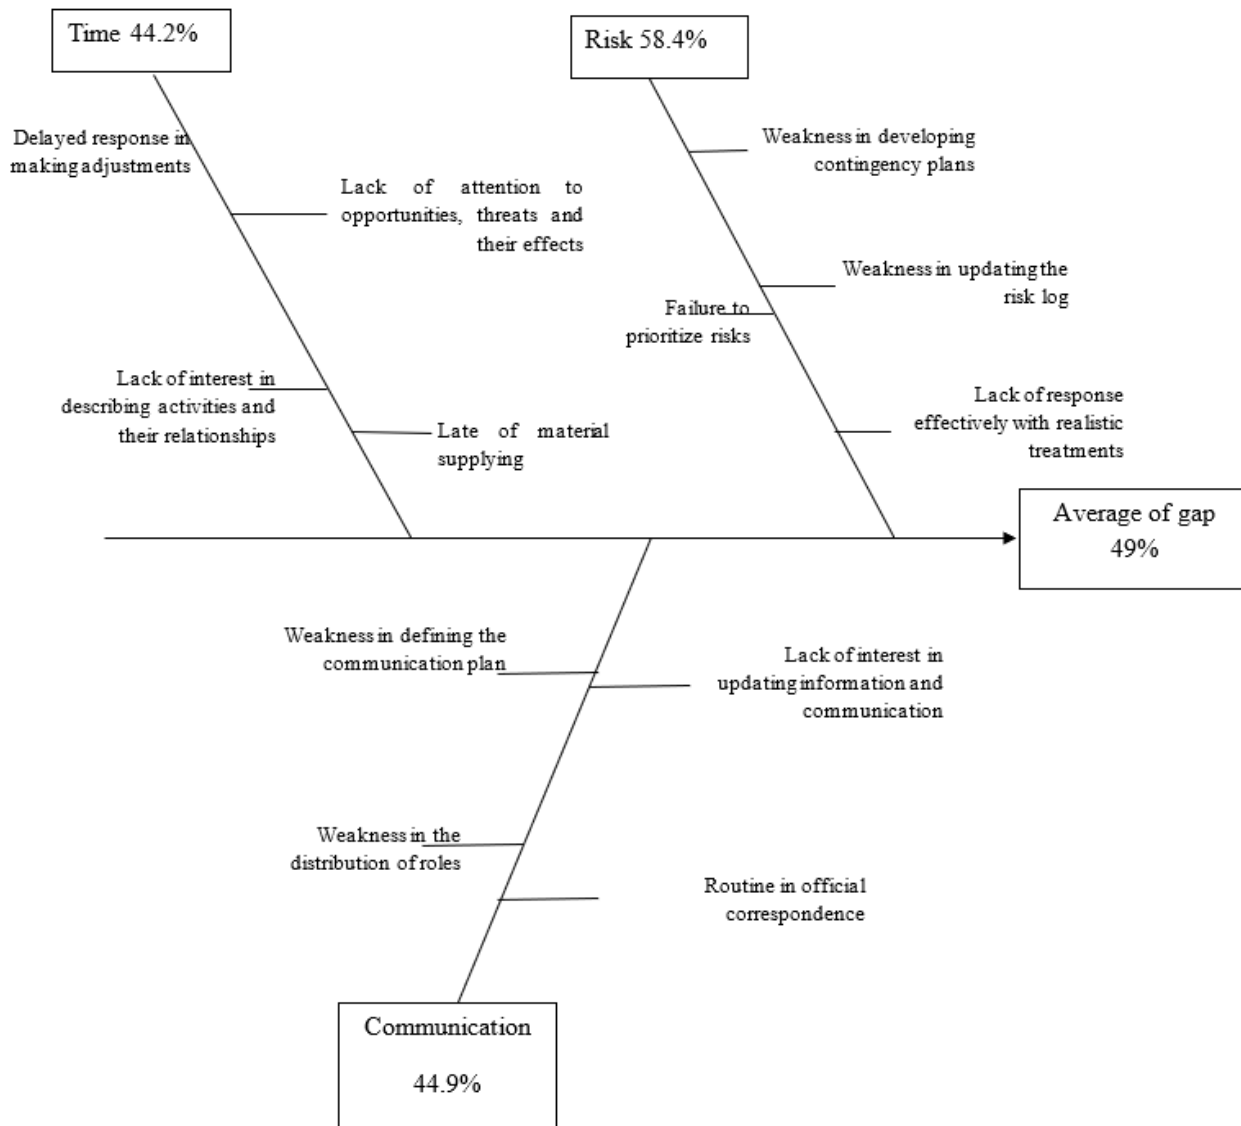 Time 44.2%
Risk 58.4%
Delayed response in
making adjustments
Lack of attention to
opportunities, threats and
their effects
Weakness in developing
contingency plans
Weakness in updating the
risk log
Failure to
prioritize risks
Lack of interest in
describing activities and
their relationships
Late of material
supplying
Lack of response
effectively with realistic
treatments
Average of gap
49%
Weakness in defining the
communication plan
Lack of interest in
updating information and
communication
Weakness in the
distribution of roles
Routine in official
correspondence
Communication
44.9%